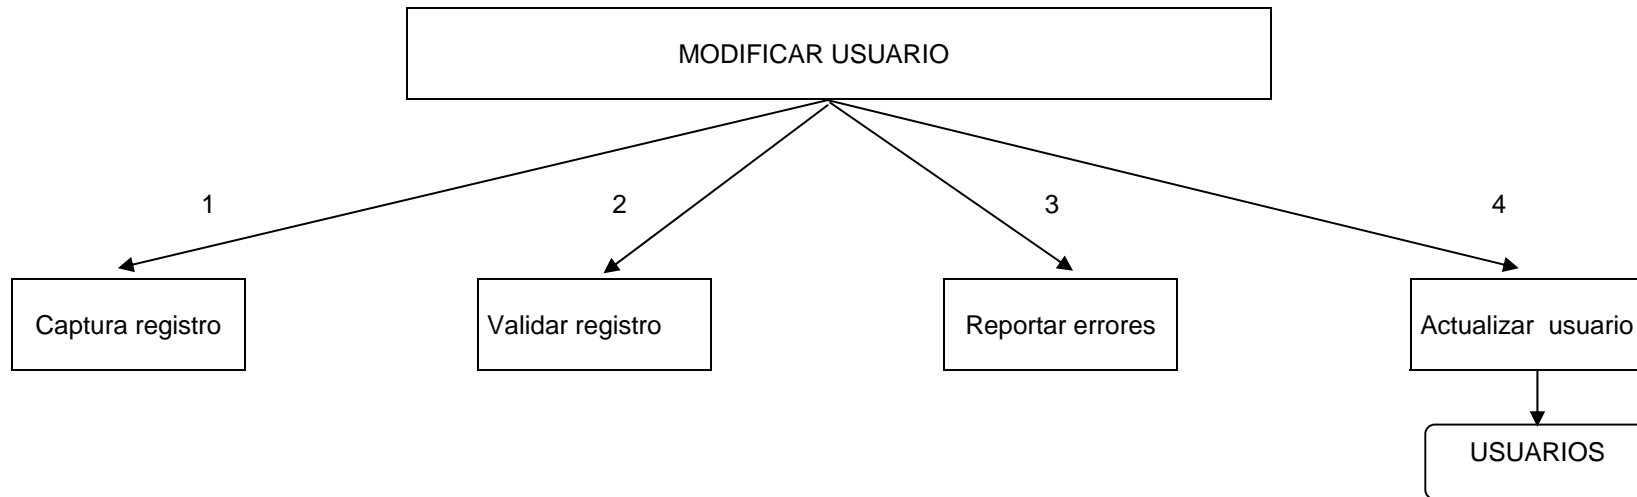 MODIFICAR USUARIO
1
2
3
4
Captura registro
Validar registro
Reportar errores
Actualizar usuario
USUARIOS